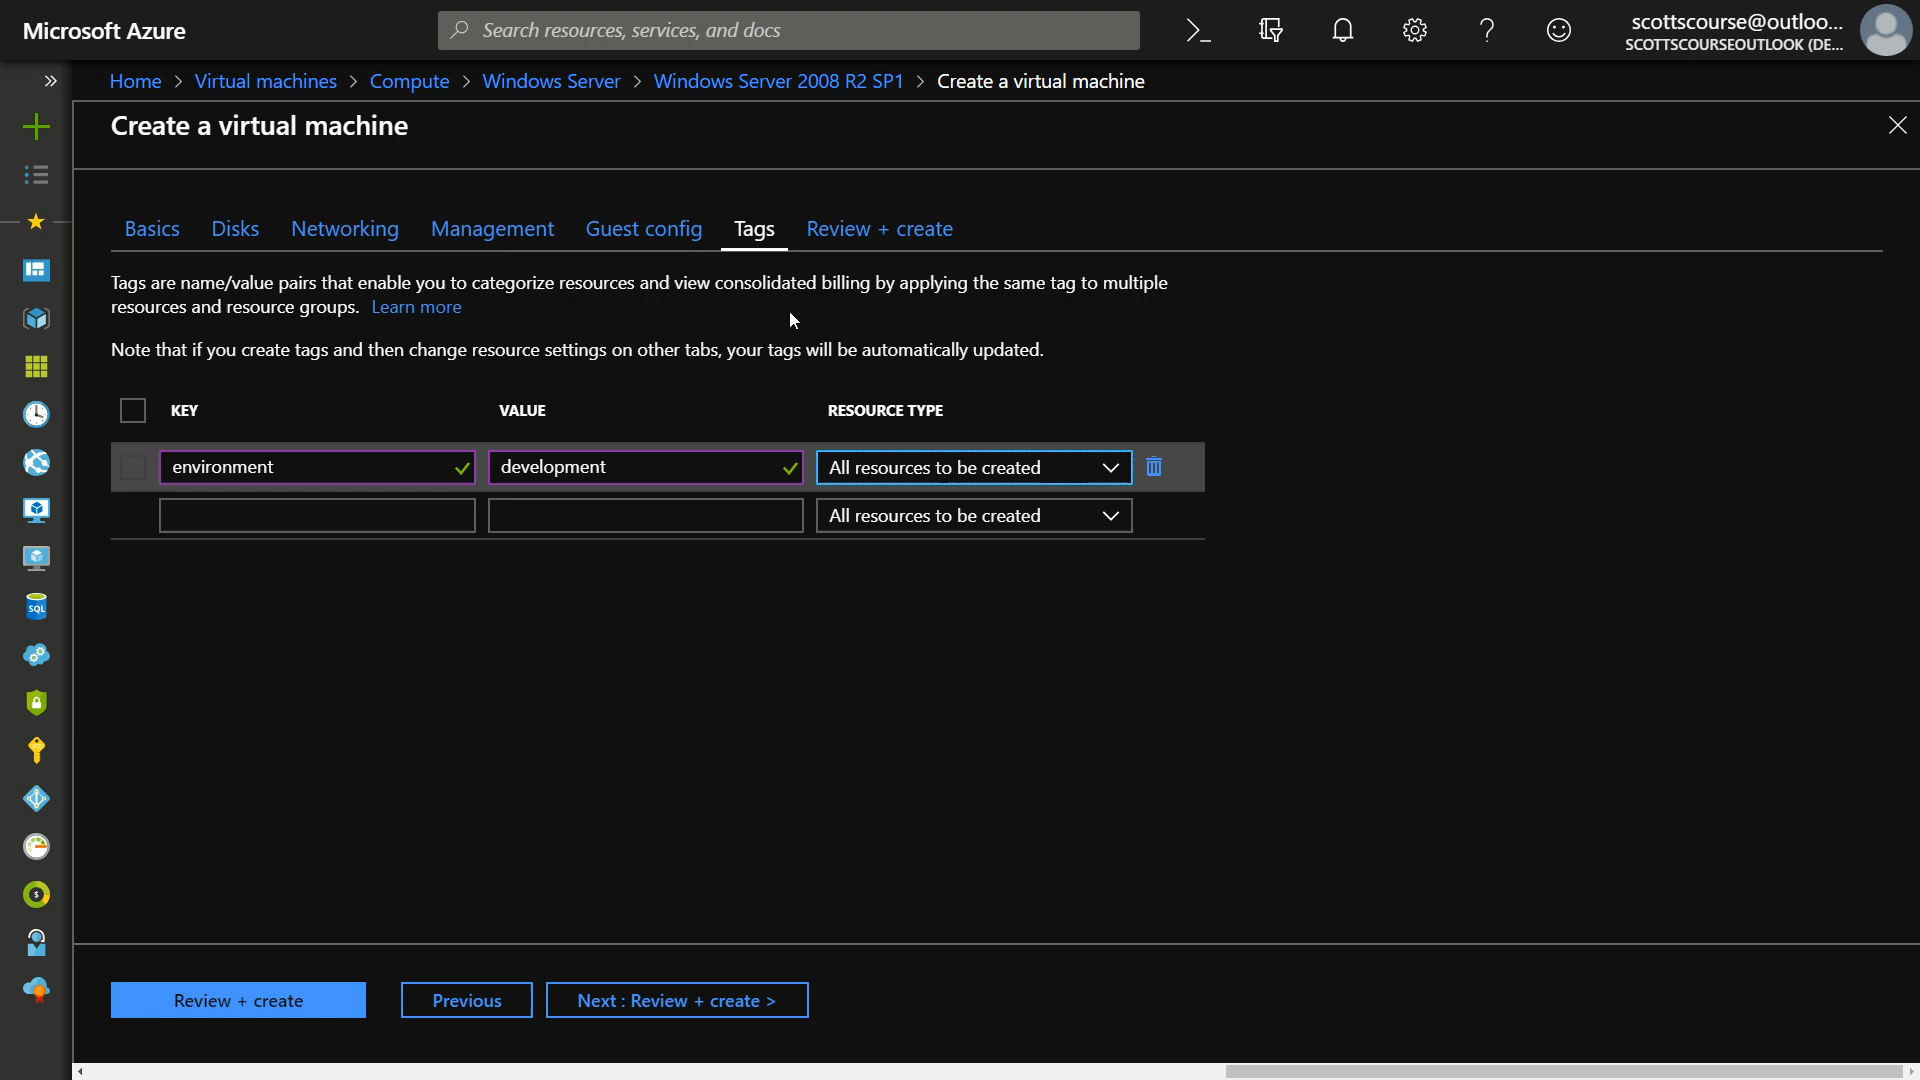 Microsoft Azure
Search resources, services, and docs
scottscourse@outloo...
SCOTTSCOURSEOUTLOOK (DE...
Home > Virtual machines > Compute > Windows Server > Windows Server 2008 R2 SP1 > Create a virtual machine
Create a virtual machine
Basics Disks Networking Management Guest config Tags Review + create
Tags are name/value pairs that enable you to categorize resources and view consolidated billing by applying the same tag to multiple
resources and resource groups. Learn more
Note that if you create tags and then change resource settings on other tabs, your tags will be automatically updated.
KEY VALUE RESOURCE TYPE
environment development All resources to be created
All resources to be created
SQL
Review + create Previous Next : Review + create >